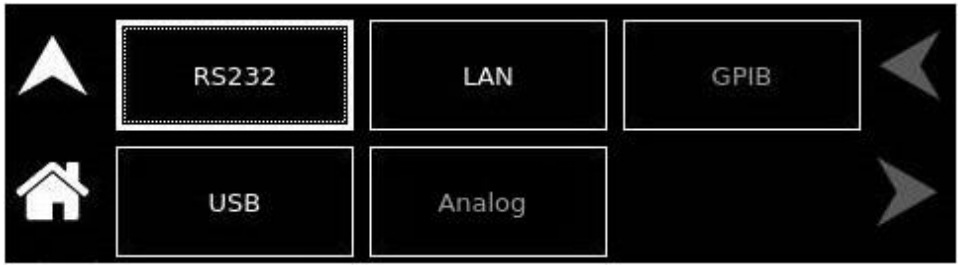 RS232
LAN
GPIB
USB
Analog